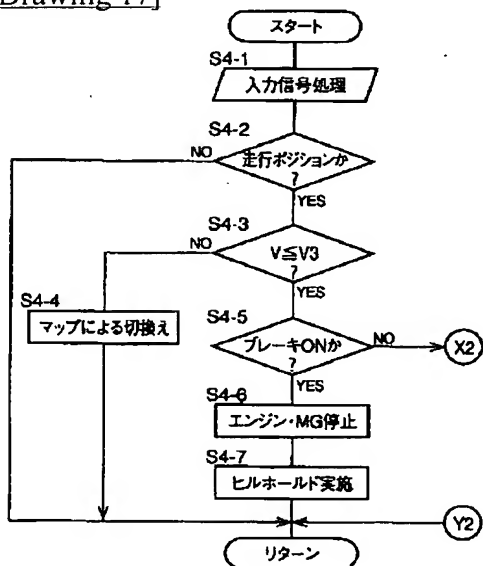 [Drawing 17]
スタート
S4-1
入力信号処理
S4-2
NO
走行ポジションか
?
YES
S4-3
NO
V≦V3
?
YES
S4-4
マップによる切換え
S4-5
ブレーキONか
?
NO
X2
YES
S4-6
エンジン・MG停止
S4-7
ヒルホールド実施
Y2
リターン